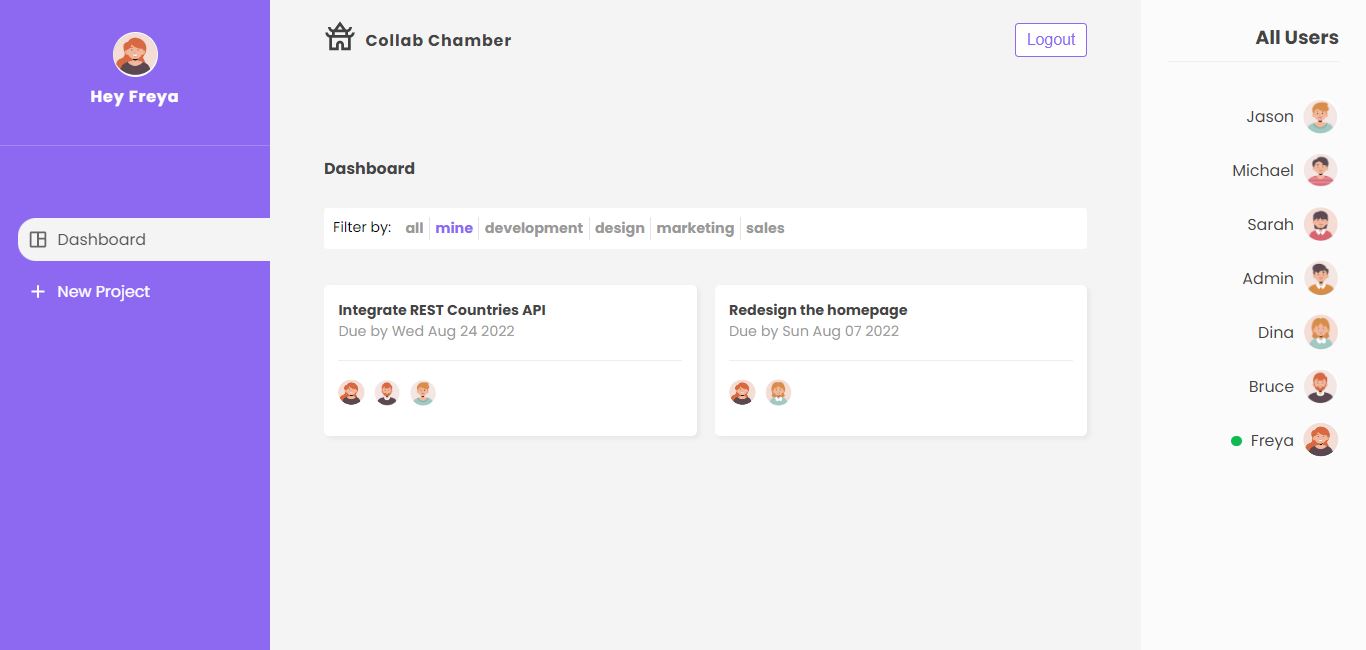 Hey Freya
Dashboard
New Project
Collab Chamber
Logout
Dashboard
Filter by: all mine development design marketing sales
Integrate REST Countries API
Due by Wed Aug 24 2022
Redesign the homepage
Due by Sun Aug 07 2022
All Users
Jason
Michael
Sarah
Admin
Dina
Bruce
Freya